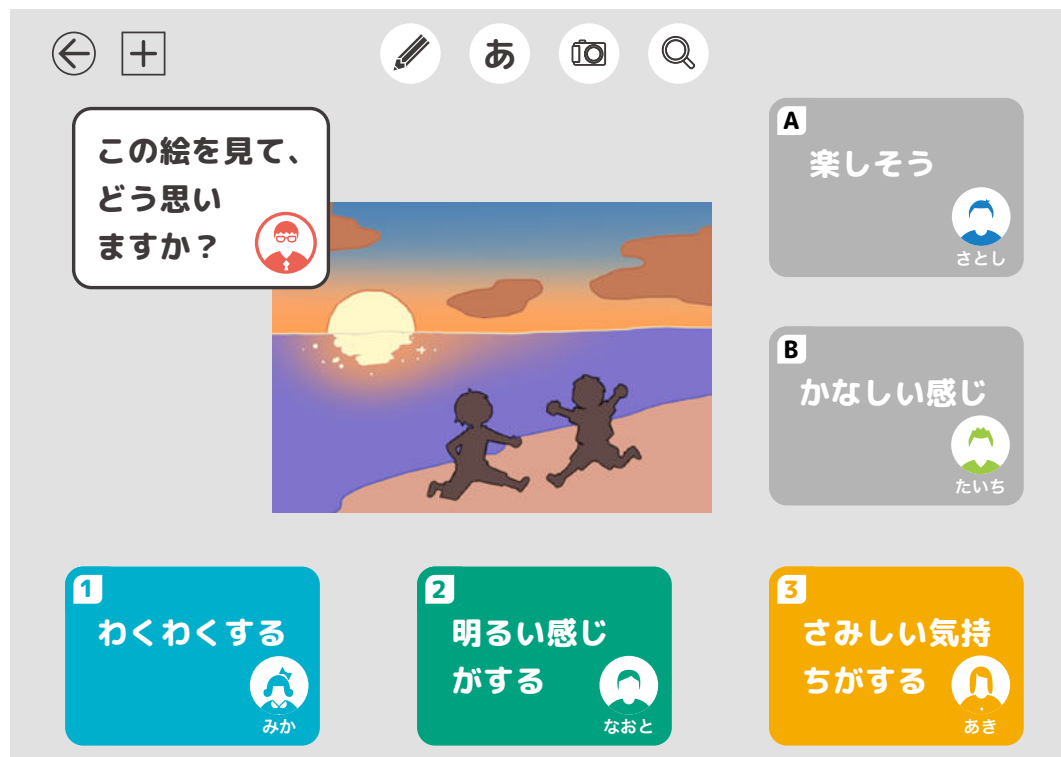 あ
この絵を見て、
どう思い
ますか？
A
楽しそう
さとし
B
かなしい感じ
たいち
1
わくわくする
みか
2
明るい感じ
がする
なおと
3
さみしい気持
ちがする
あき